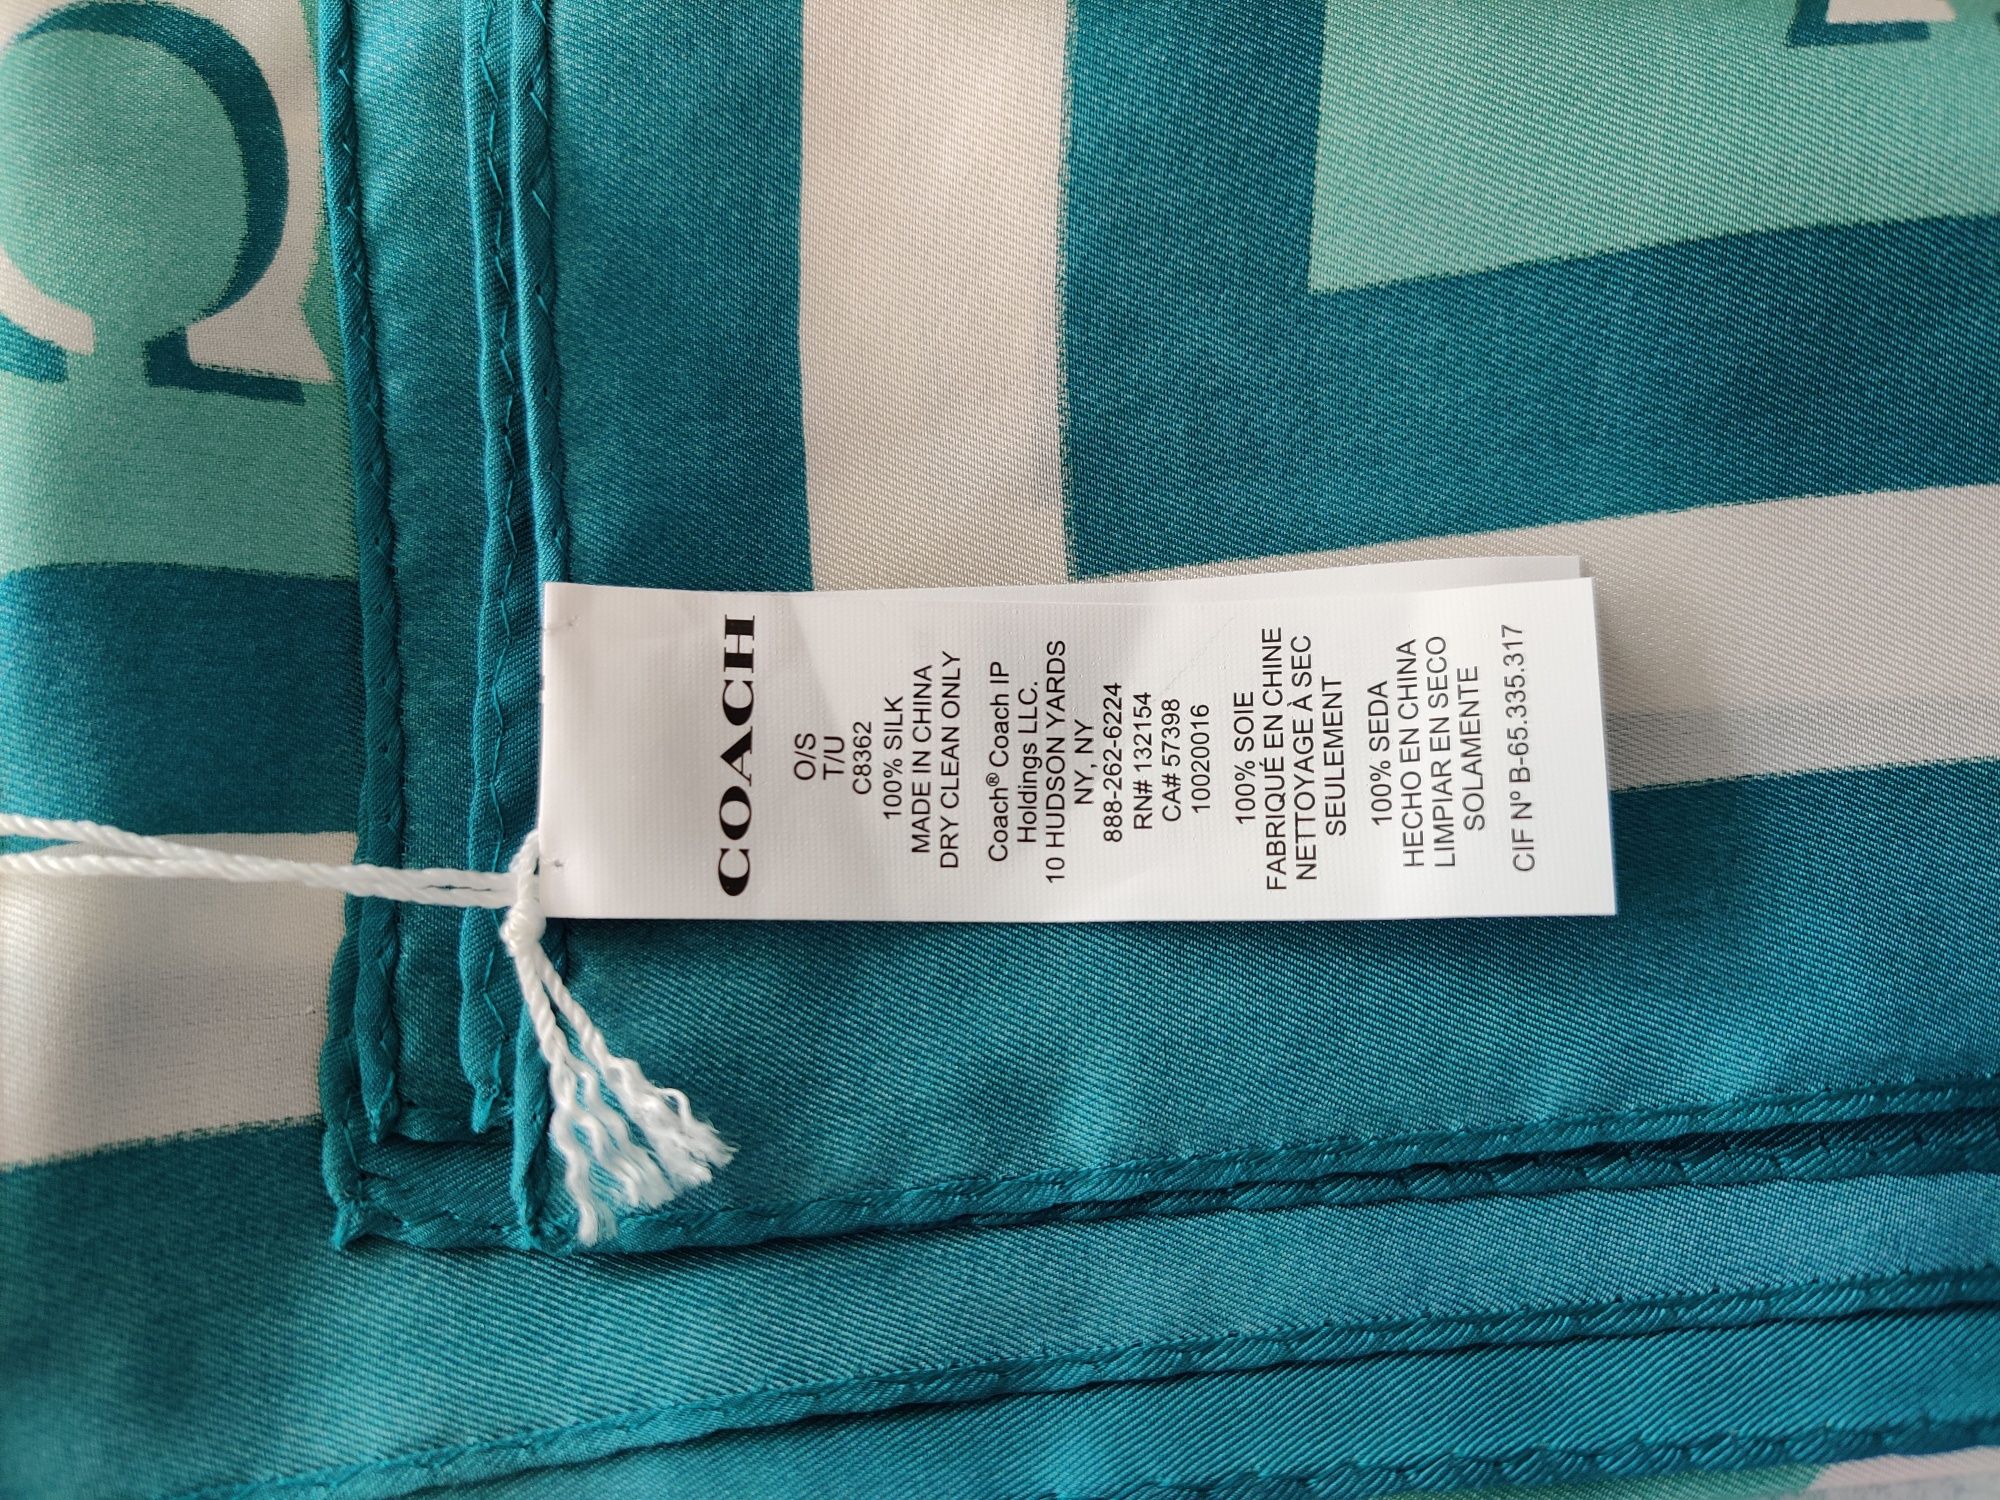 COACH
O/S
T/U
C8362
100% SILK
MADE IN CHINA
DRY CLEAN ONLY
Coach® Coach IP
Holdings LLC.
10 HUDSON YARDS
NY, NY
888-262-6224
RN# 132154
CA# 57398
100200016
100% SOIE
FABRIQUÉ EN CHINE
NETTOYAGE À SEC
SEULEMENT
100% SEDA
HECHO EN CHINA
LIMPIAR EN SECO
SOLAMENTE
CIF Nº B-65.335.317